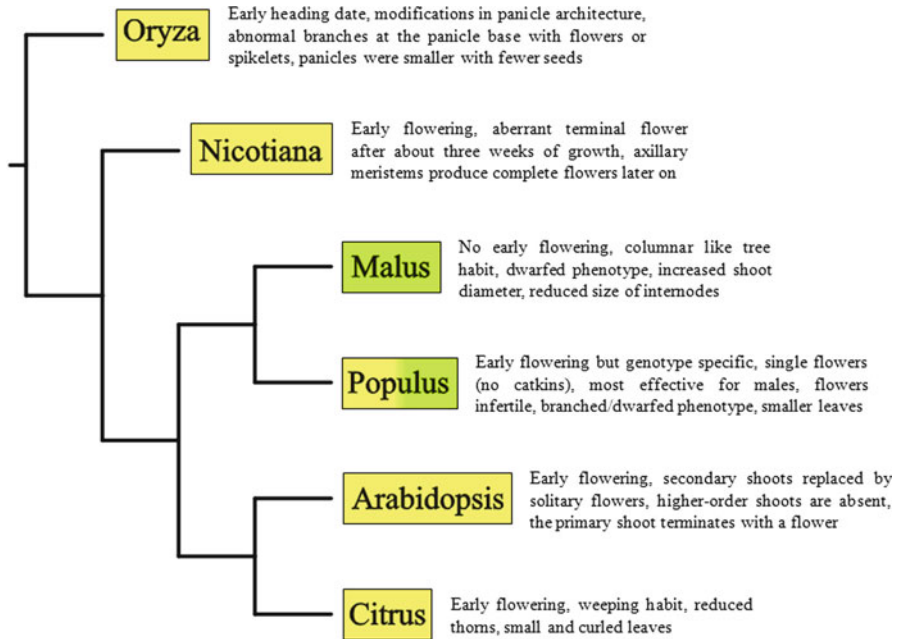 Oryza
Early heading date, modifications in panicle architecture,
abnormal branches at the panicle base with flowers or
spikelets, panicles were smaller with fewer seeds
Nicotiana
Early flowering, aberrant terminal flower
after about three weeks of growth, axillary
meristems produce complete flowers later on
Malus
No early flowering, columnar like tree
habit, dwarfed phenotype, increased shoot
diameter, reduced size of internodes
Populus
Early flowering but genotype specific, single flowers
(no catkins), most effective for males, flowers
infertile, branched/dwarfed phenotype, smaller leaves
Arabidopsis
Early flowering, secondary shoots replaced by
solitary flowers, higher-order shoots are absent,
the primary shoot terminates with a flower
Citrus
Early flowering, weeping habit, reduced
thorns, small and curled leaves